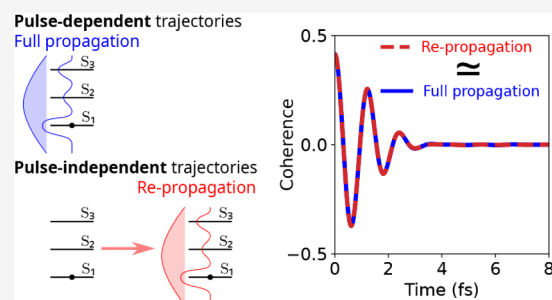 Pulse-dependent trajectories
Full propagation
S3
S2
S1
Pulse-independent trajectories
Re-propagation
S3
S2
S1
S3
S2
S1
0.5
0.0
−0.5
Coherence
Re-propagation
≃
Full propagation
0 2 4 6 8
Time (fs)